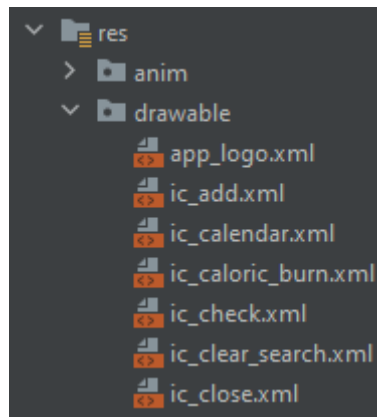 res
anim
drawable
app_logo.xml
ic_add.xml
ic_calendar.xml
ic_caloric_burn.xml
ic_check.xml
ic_clear_search.xml
ic_close.xml